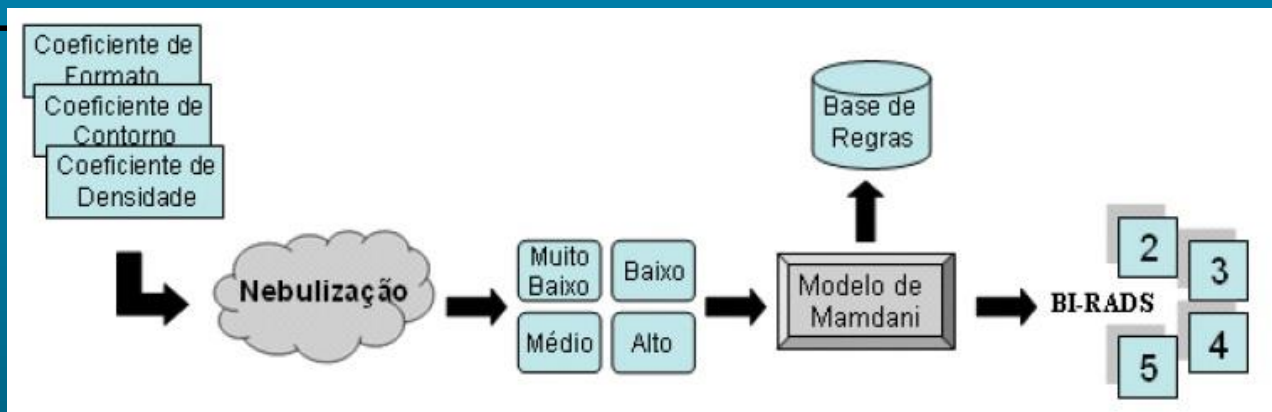 Coeficiente de
Formato
Coeficiente de
Contorno
Coeficiente de
Densidade
Nebulização
Muito
Baixo
Baixo
Médio
Alto
Base de
Regras
Modelo de
Mamdani
BI-RADS
2
3
4
5